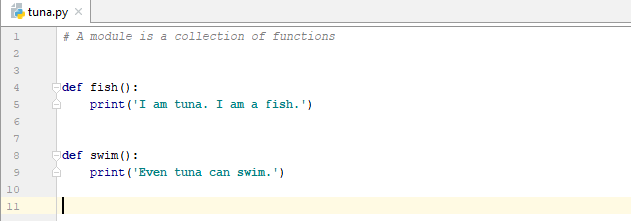 tuna.py
1 # A module is a collection of functions
2
3
4 def fish():
5     print('I am tuna. I am a fish.')
6
7
8 def swim():
9     print('Even tuna can swim.')
10
11